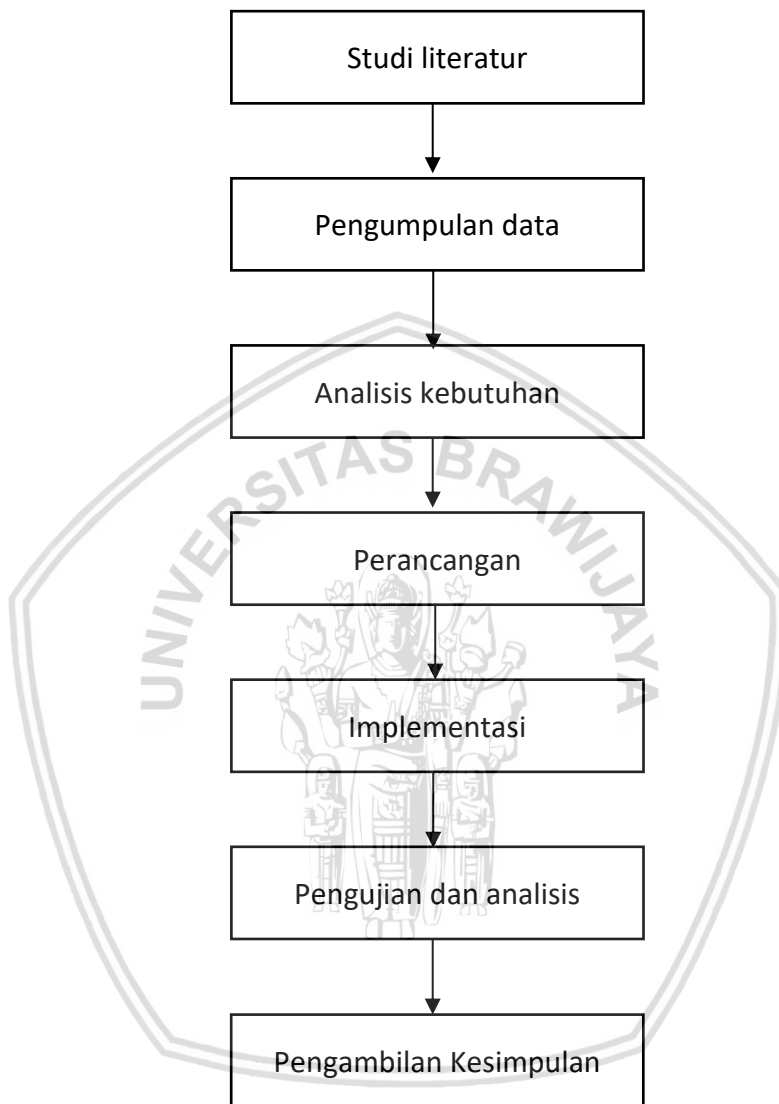 Studi literatur
Pengumpulan data
Analisis kebutuhan
UNIVERSITAS BRAWIJAYA
Perancangan
Implementasi
Pengujian dan analisis
Pengambilan Kesimpulan